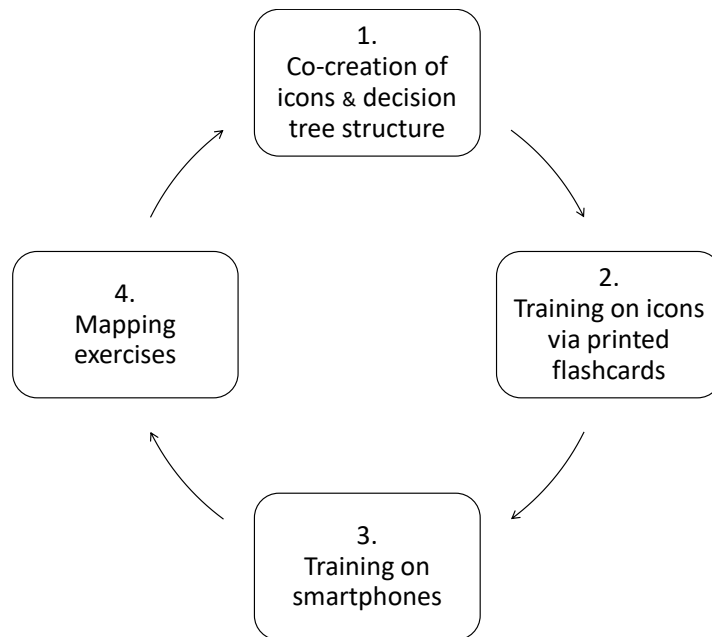 1.
Co-creation of
icons & decision
tree structure
2.
Training on icons
via printed
flashcards
3.
Training on
smartphones
4.
Mapping
exercises